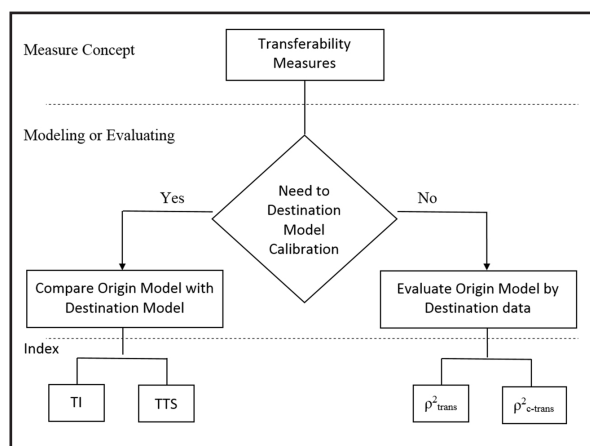 Measure Concept
Transferability
Measures
Modeling or Evaluating
Need to
Destination
Model
Calibration
Yes
No
Compare Origin Model with
Destination Model
Evaluate Origin Model by
Destination data
Index
TI
TTS
ρ²trans
ρ²c-trans